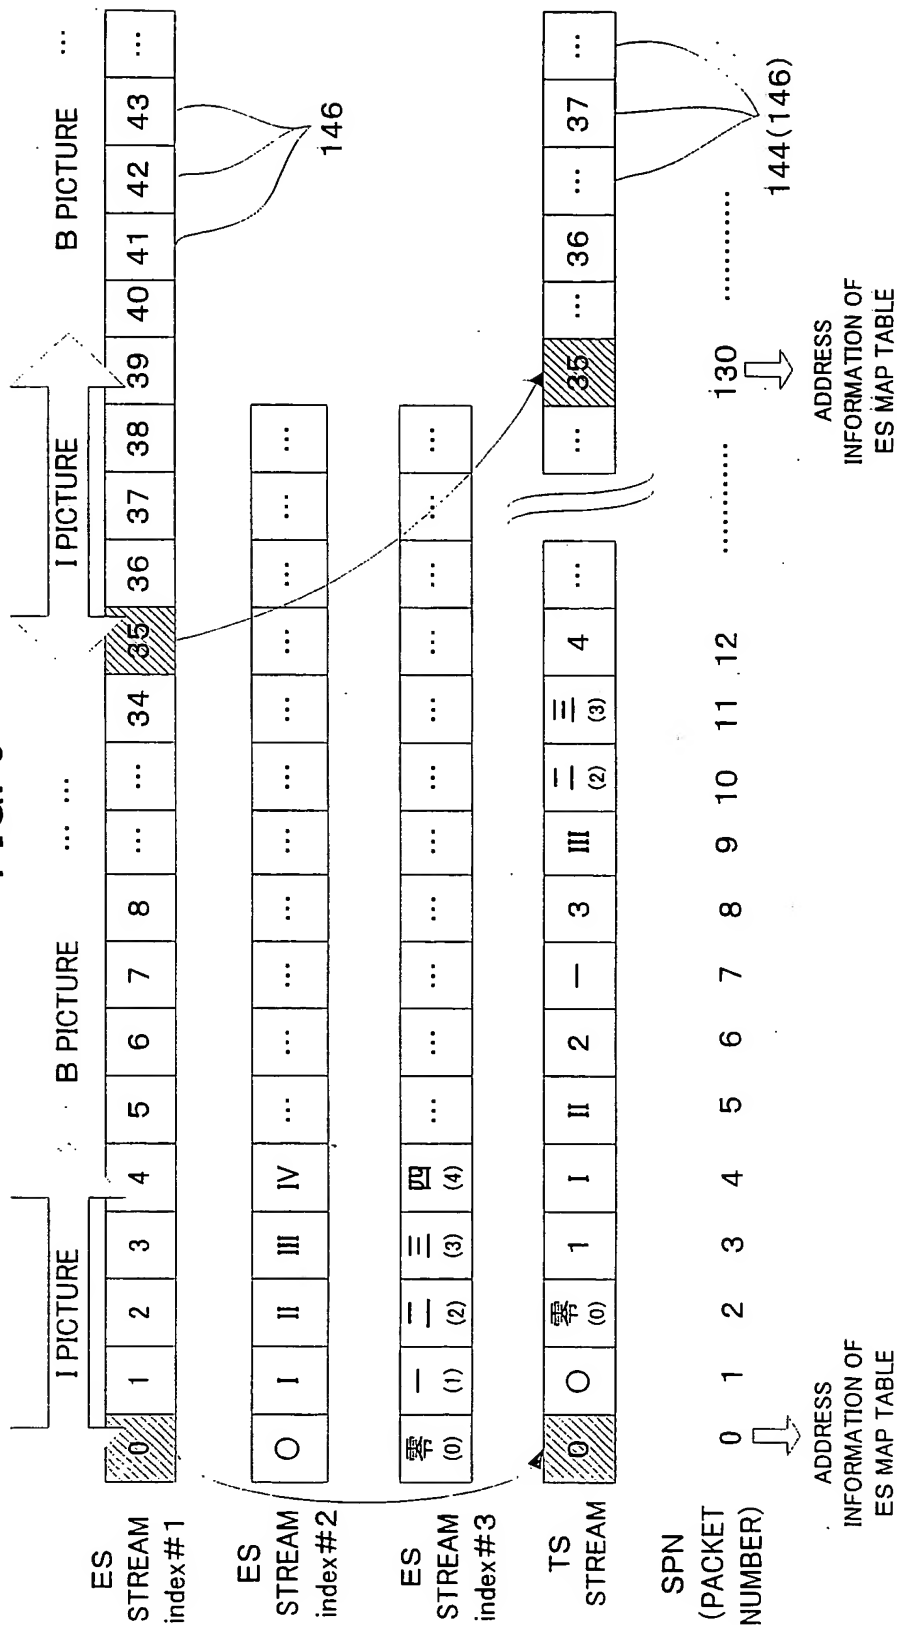 I PICTURE B PICTURE ... ... I PICTURE B PICTURE ...
ES STREAM index#1
0 1 2 3 4 5 6 7 8 ... ... 34 35 36 37 38 39 40 41 42 43 ...
146
ES STREAM index#2
〇 I II III IV ... ... ... ... ... ... ... ... ... ... ...
ES STREAM index#3
零 一 二 三 四 ... ... ... ... ... ... ... ... ... ... ...
(0) (1) (2) (3) (4)
TS STREAM
0 〇 零 1 I II 2 一 3 III 二 三 4 ... ... 35 ... 36 ... 37 ...
(0) (2) (3)
144(146)
SPN
(PACKET
NUMBER)
0 1 2 3 4 5 6 7 8 9 10 11 12 ............ 130 ............
ADDRESS
INFORMATION OF
ES MAP TABLE
ADDRESS
INFORMATION OF
ES MAP TABLE